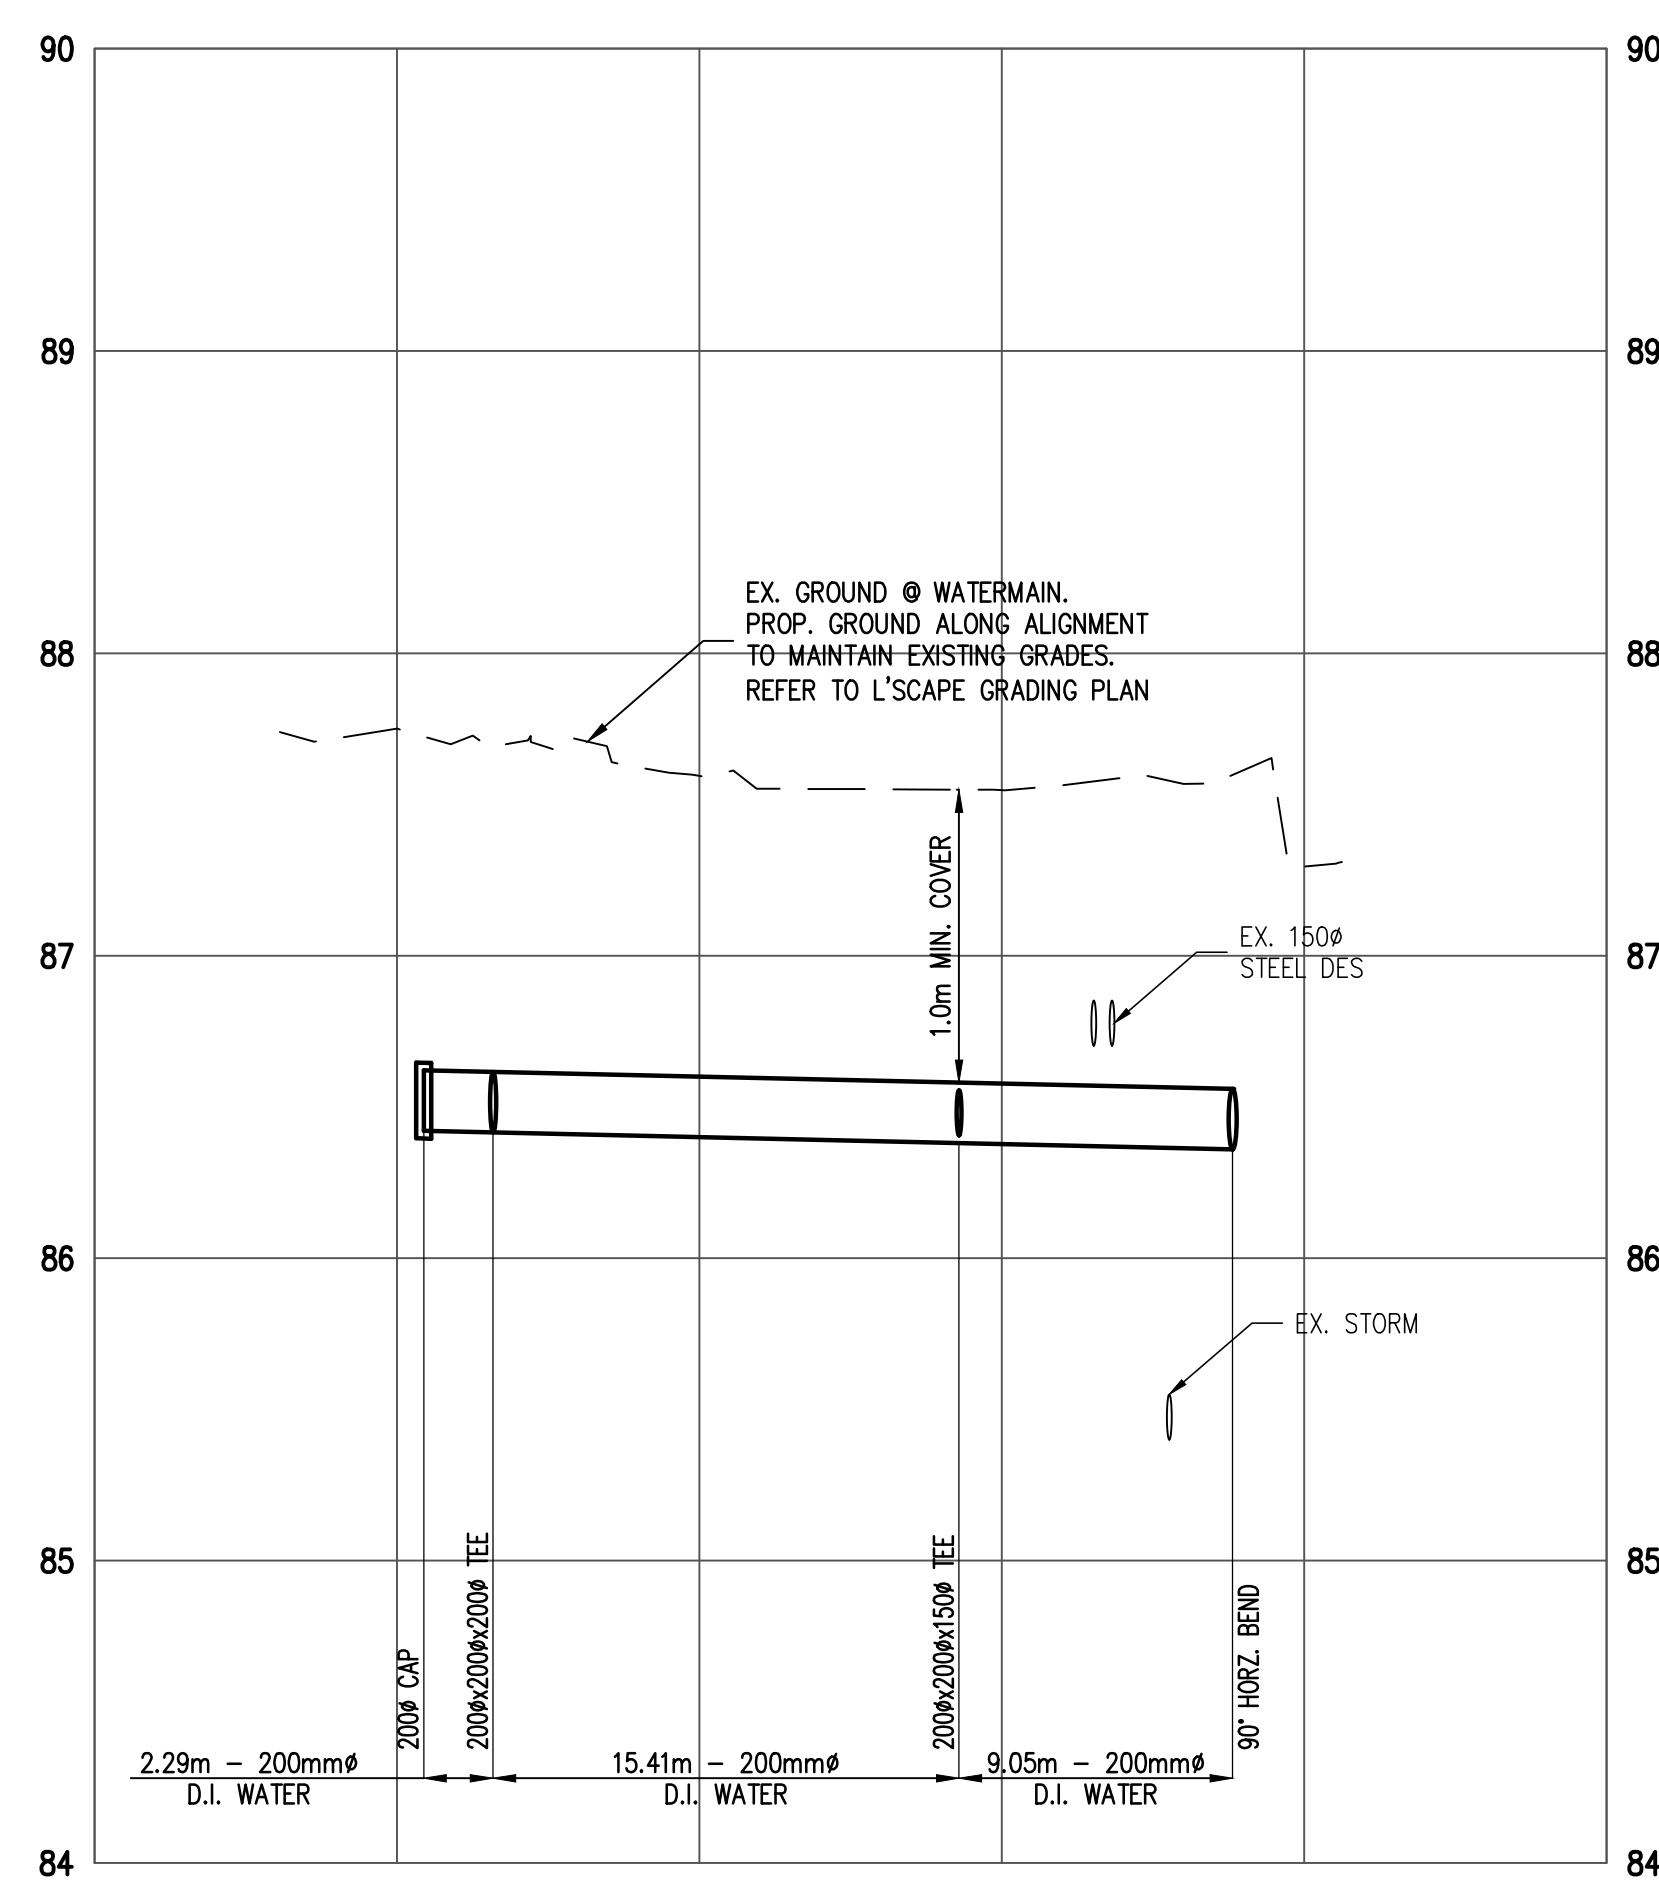 90
90
89
89
EX. GROUND @ WATERMAIN.
PROP. GROUND ALONG ALIGNMENT
88
TO MAINTAIN EXISTING GRADES.
88
REFER TO L'SCAPE GRADING PLAN
1.0m MIN. COVER
EX. 150ø
87
STEEL DES
87
86
86
EX. STORM
85
85
200ø CAP
200øx200øx200ø TEE
200øx200øx150ø TEE
90° HORZ. BEND
2.29m - 200mmø
D.I. WATER
15.41m - 200mmø
D.I. WATER
9.05m - 200mmø
D.I. WATER
84
84